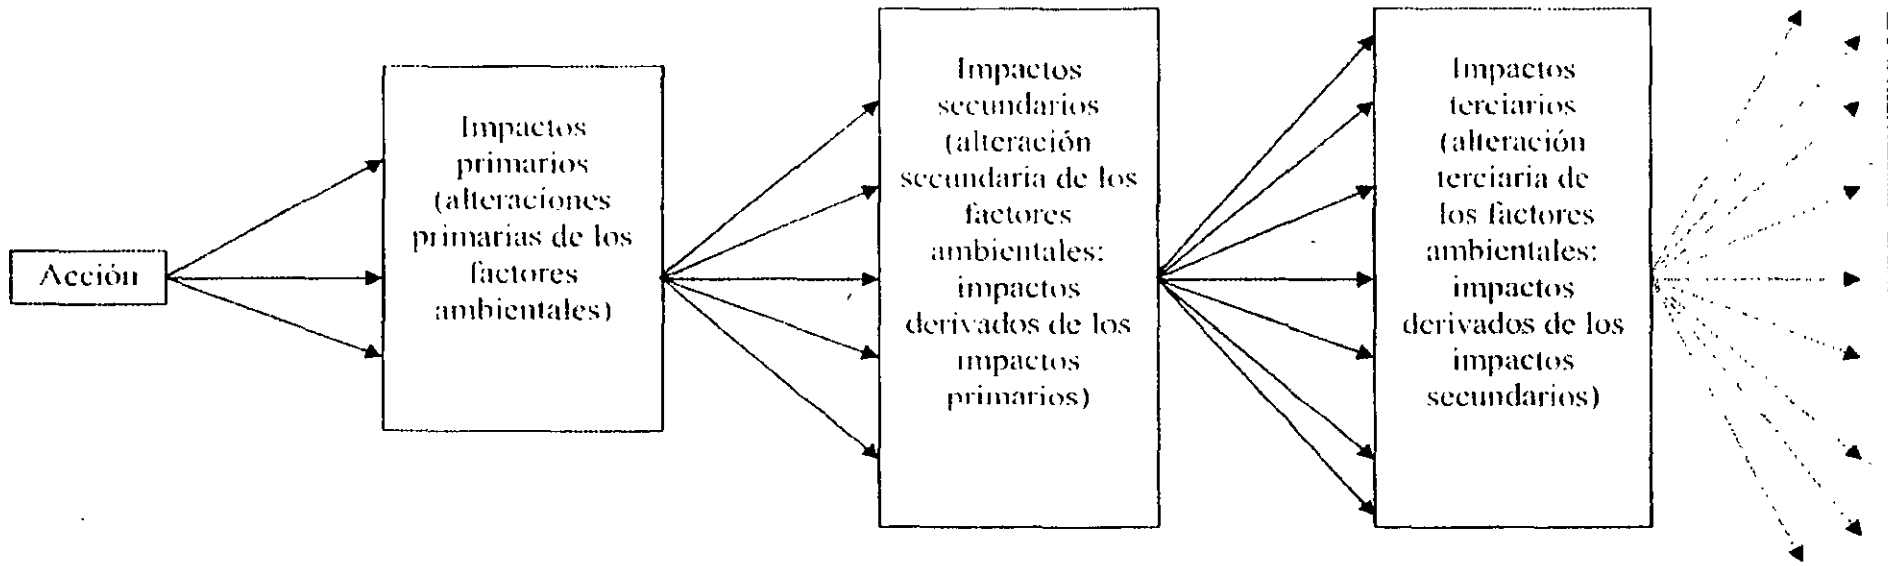 Acción
Impactos
primarios
(alteraciones
primarias de los
factores
ambientales)
Impactos
secundarios
(alteración
secundaria de los
factores
ambientales:
impactos
derivados de los
impactos
primarios)
Impactos
terciarios
(alteración
terciaria de
los factores
ambientales:
impactos
derivados de los
impactos
secundarios)